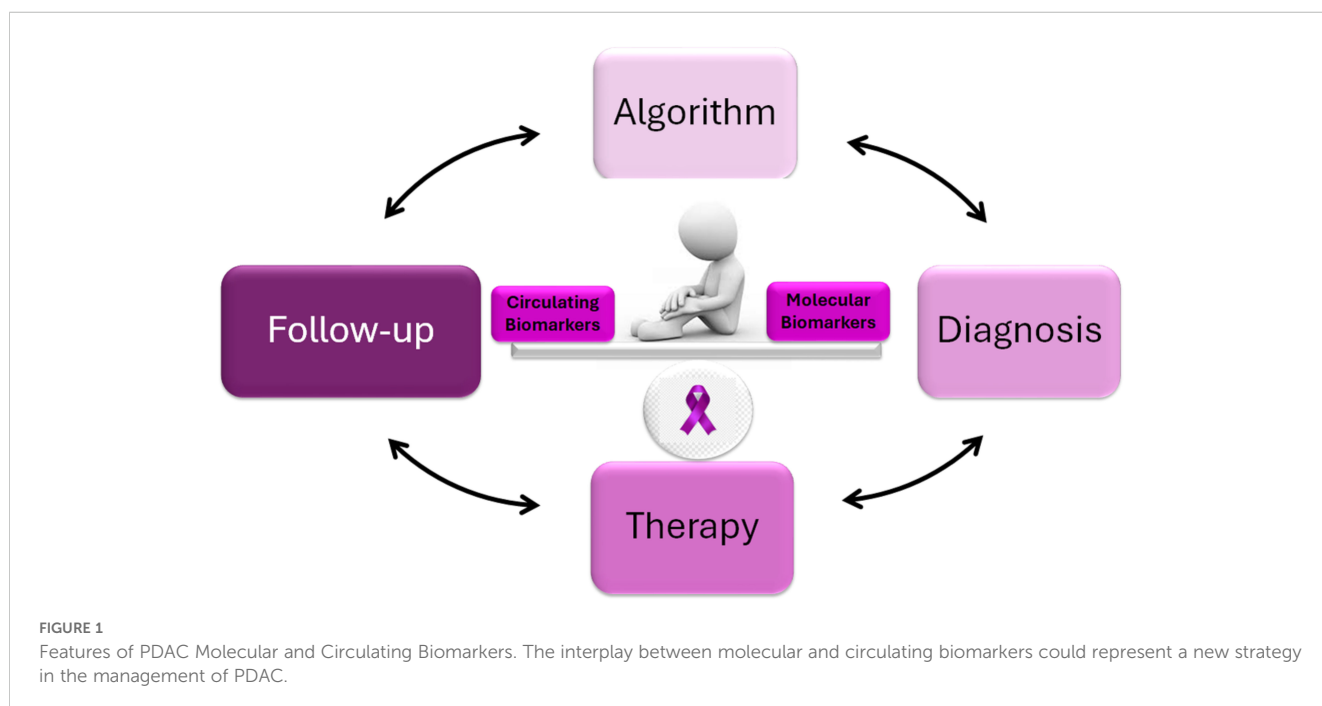 Algorithm
Follow-up
Circulating
Biomarkers
Molecular
Biomarkers
Diagnosis
Therapy
FIGURE 1
Features of PDAC Molecular and Circulating Biomarkers. The interplay between molecular and circulating biomarkers could represent a new strategy
in the management of PDAC.